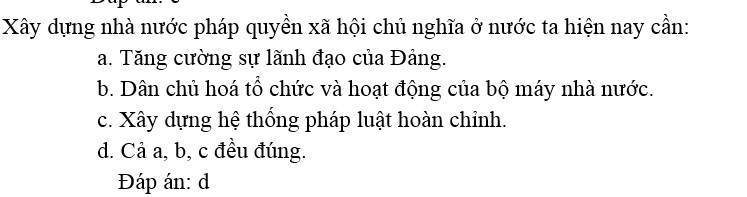 Xây dựng nhà nước pháp quyền xã hội chủ nghĩa ở nước ta hiện nay cần:
a. Tăng cường sự lãnh đạo của Đảng.
b. Dân chủ hoá tổ chức và hoạt động của bộ máy nhà nước.
c. Xây dựng hệ thống pháp luật hoàn chỉnh.
d. Cả a, b, c đều đúng.
Đáp án: d